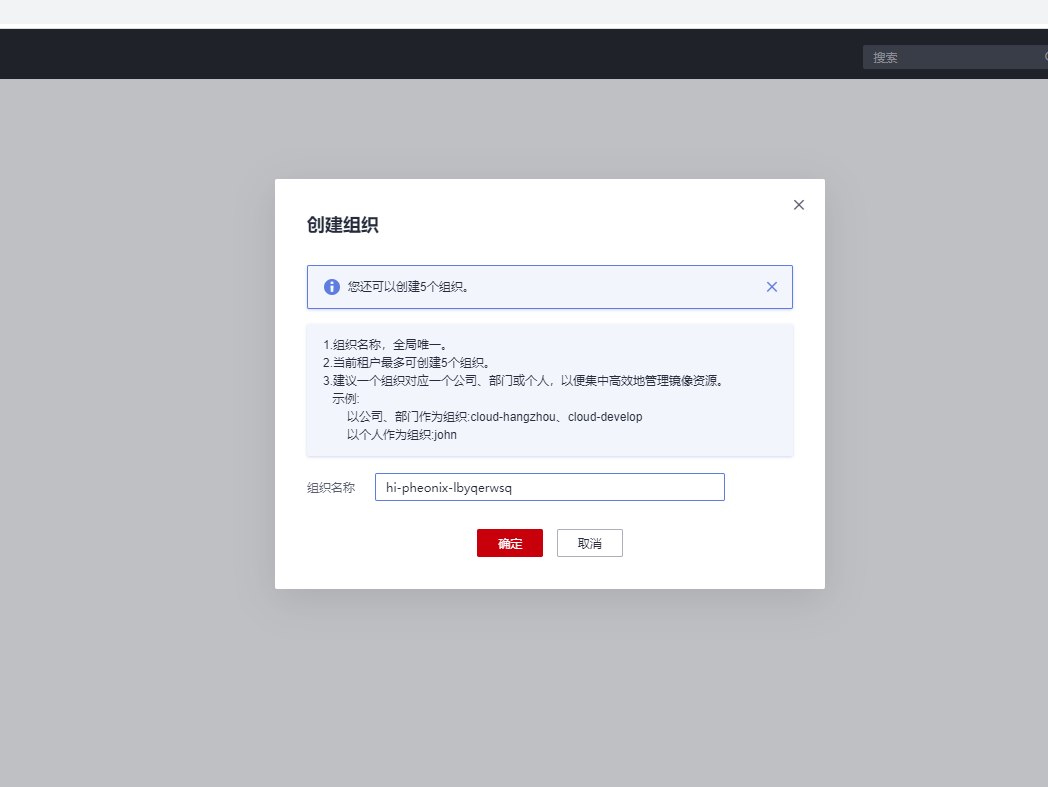 搜索
创建组织
您还可以创建5个组织。
1.组织名称，全局唯一。
2.当前租户最多可创建5个组织。
3.建议一个组织对应一个公司、部门或个人，以便集中高效地管理镜像资源。
示例:
以公司、部门作为组织:cloud-hangzhou、cloud-develop
以个人作为组织:john
组织名称 hi-pheonix-lbyqerwsq
确定 取消